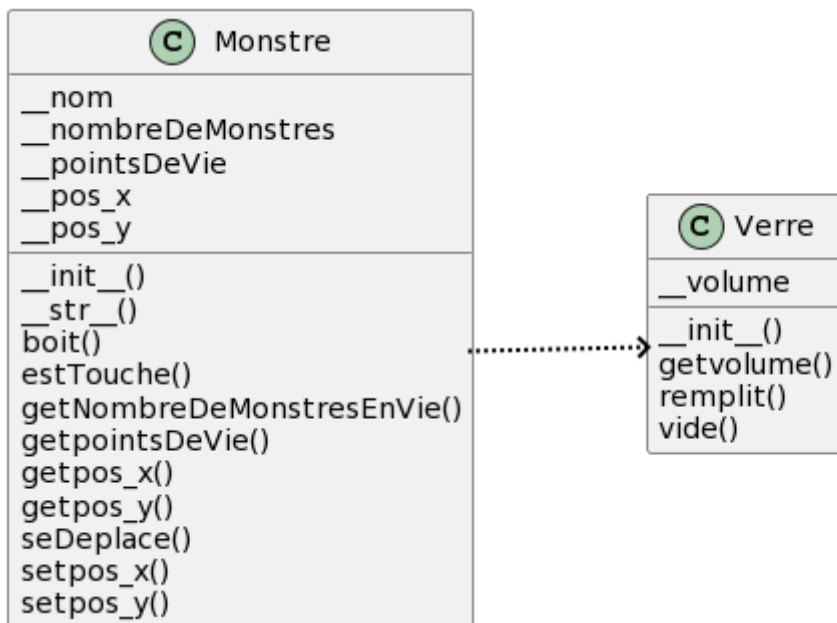 C Monstre
__nom
__nombreDeMonstres
__pointsDeVie
__pos_x
__pos_y
__init__()
__str__()
boit()
estTouche()
getNombreDeMonstresEnVie()
getpointsDeVie()
getpos_x()
getpos_y()
seDeplace()
setpos_x()
setpos_y()
C Verre
__volume
__init__()
getvolume()
remplit()
vide()